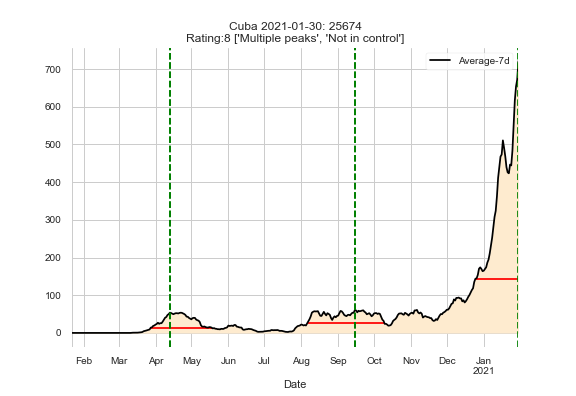 Cuba 2021-01-30: 25674
Rating:8 ['Multiple peaks', 'Not in control']
Average-7d
700
600
500
400
300
200
100
0
Feb Mar Apr May Jun Jul Aug Sep Oct Nov Dec Jan
2021
Date